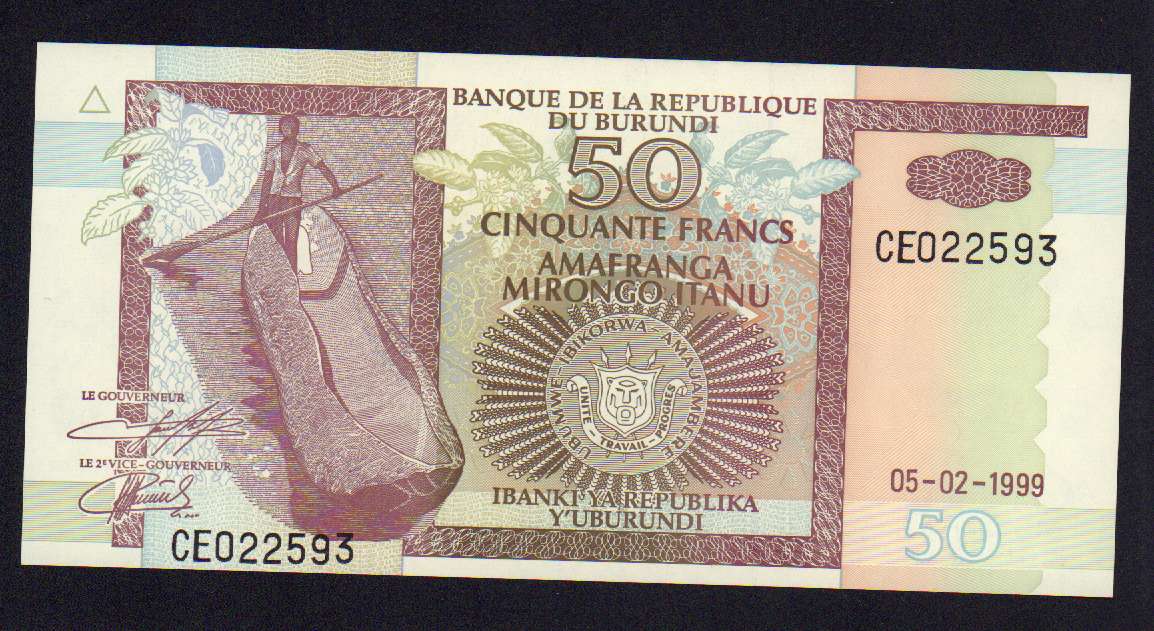 BANQUE DE LA REPUBLIQUE
DU BURUNDI
50
CINQUANTE FRANCS
AMAFRANGA
MIRONGO ITANU
CE022593
UBUMWE IBIKORWA AMAJAMBERE
UNITE - TRAVAIL - PROGRES
LE GOUVERNEUR
LE 2E VICE-GOUVERNEUR
05-02-1999
IBANKI YA REPUBLIKA
Y'UBURUNDI
50
CE022593